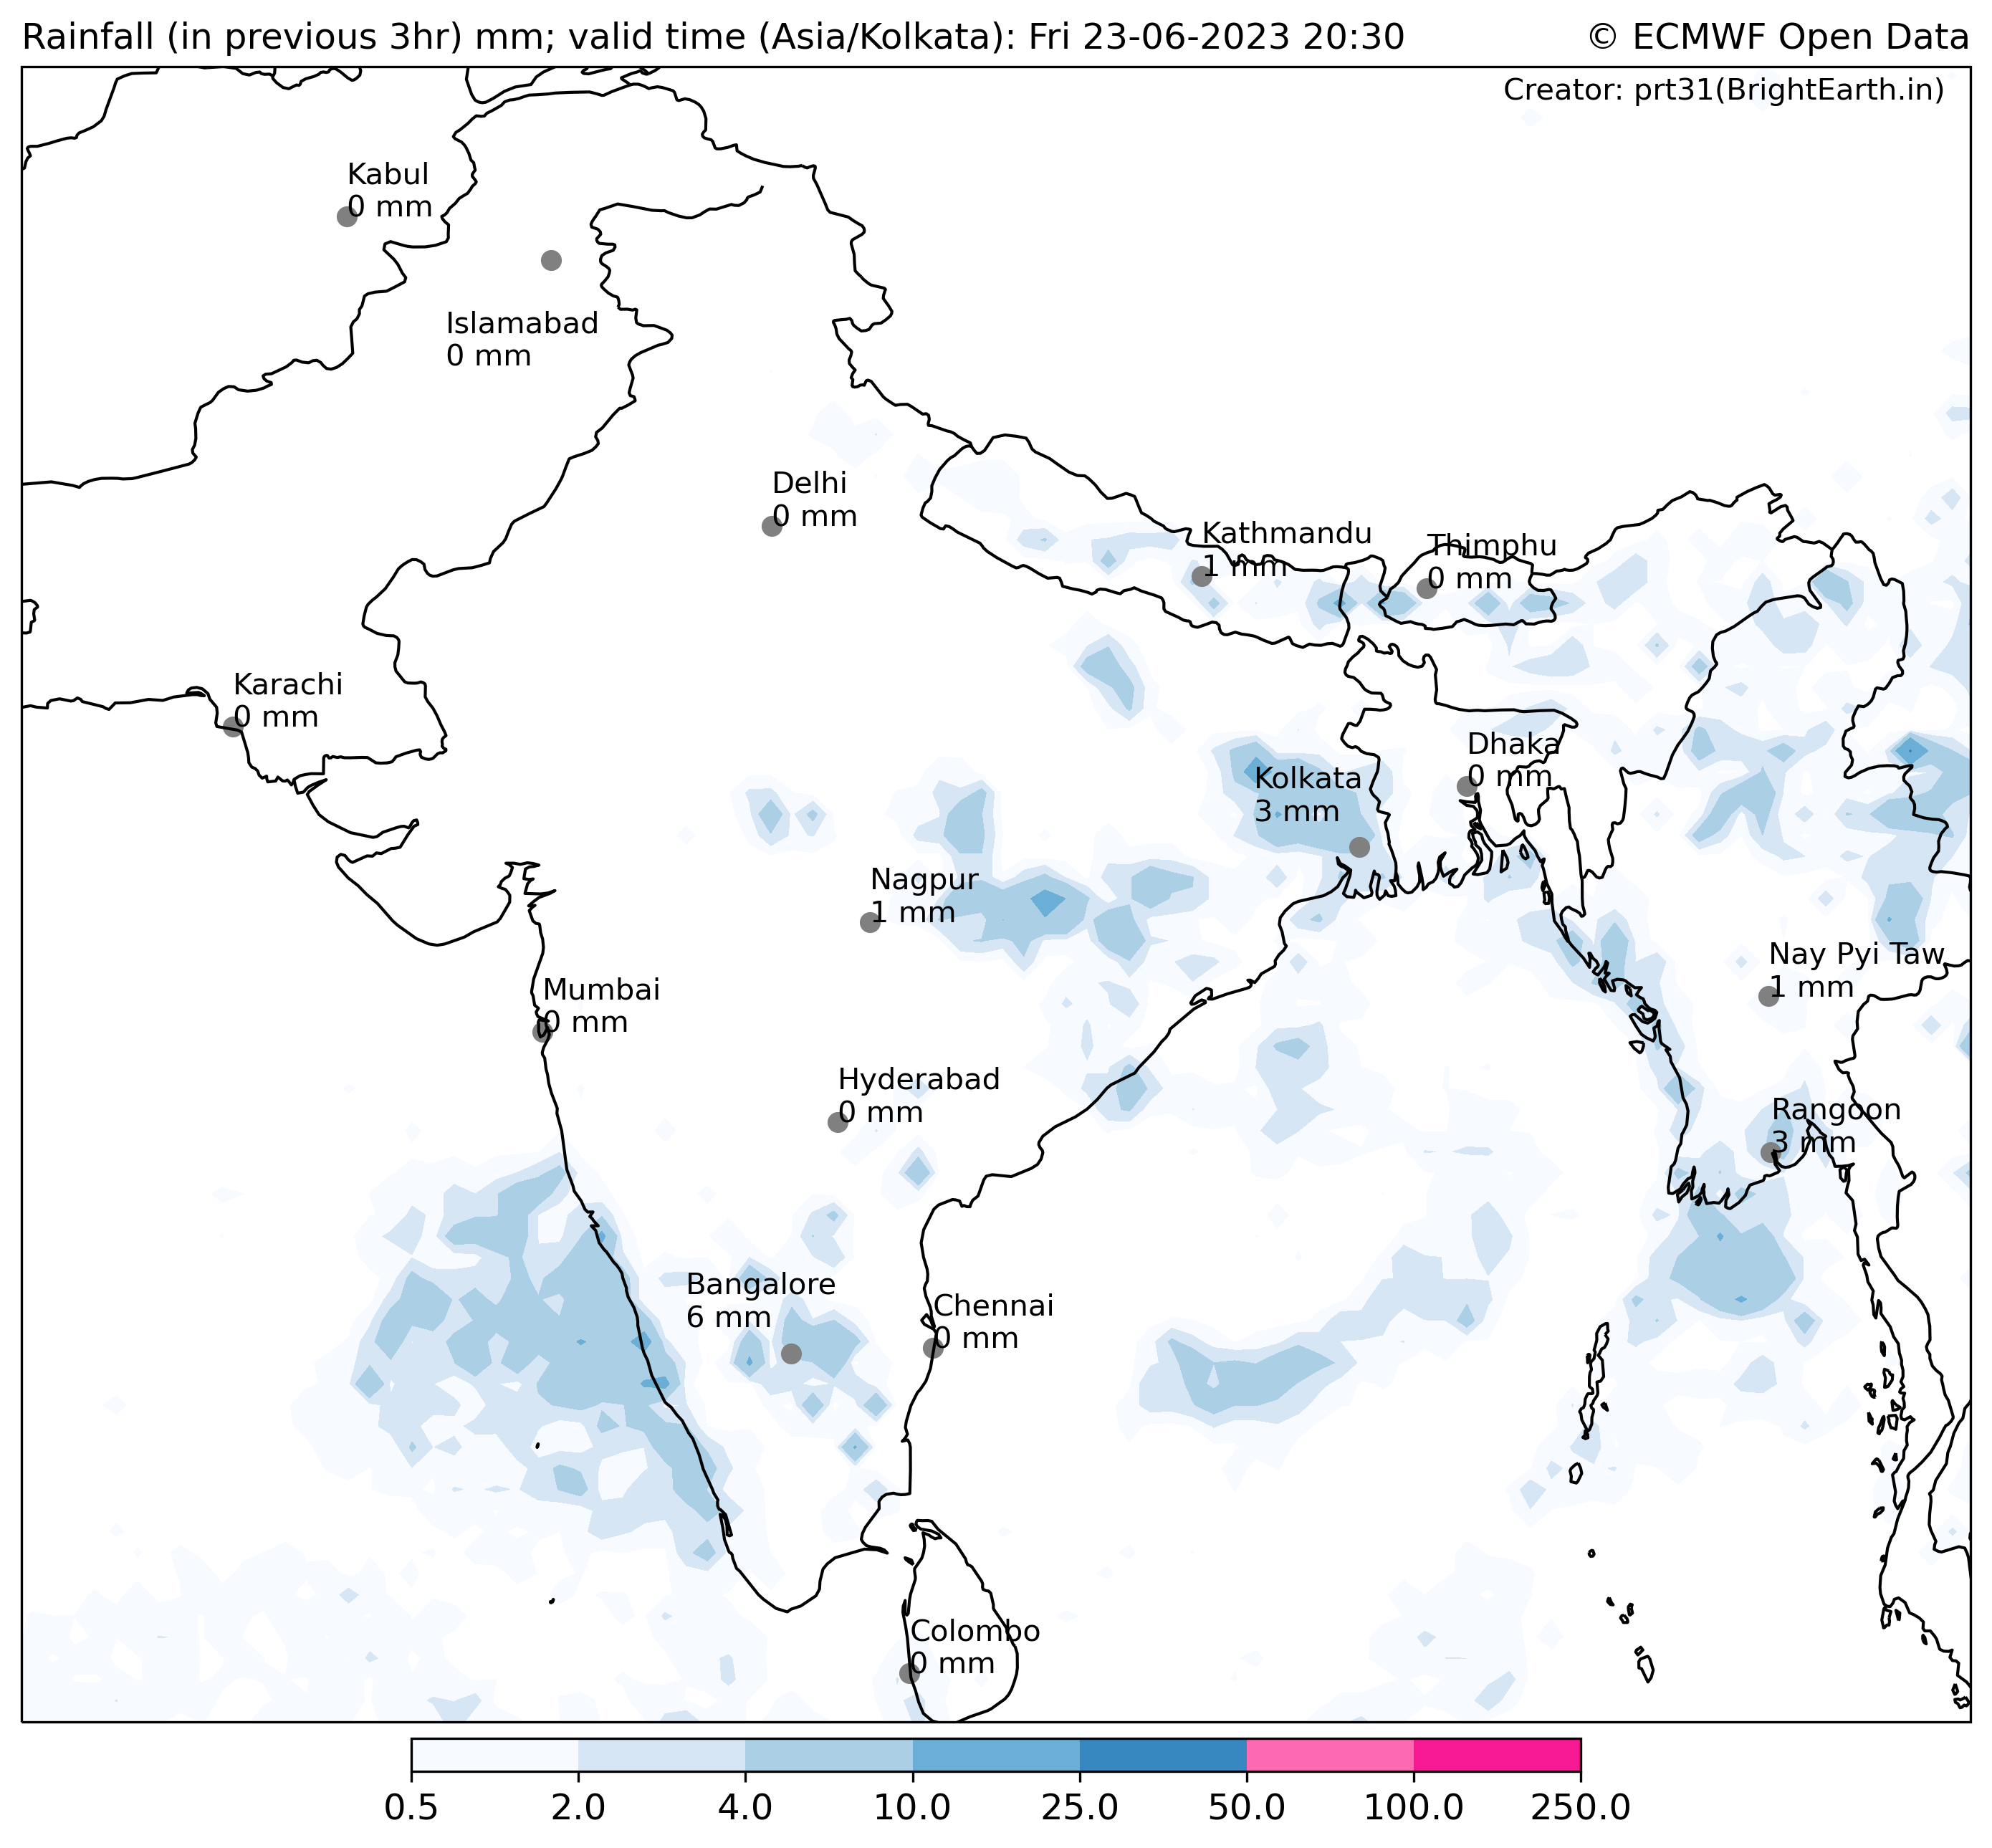 Rainfall (in previous 3hr) mm; valid time (Asia/Kolkata): Fri 23-06-2023 20:30
© ECMWF Open Data
Creator: prt31(BrightEarth.in)
Kabul
0 mm
Islamabad
0 mm
Delhi
0 mm
Kathmandu
1 mm
Thimphu
0 mm
Karachi
0 mm
Dhaka
0 mm
Kolkata
3 mm
Nagpur
1 mm
Nay Pyi Taw
1 mm
Mumbai
0 mm
Hyderabad
0 mm
Rangoon
3 mm
Bangalore
6 mm
Chennai
0 mm
Colombo
0 mm
0.5 2.0 4.0 10.0 25.0 50.0 100.0 250.0